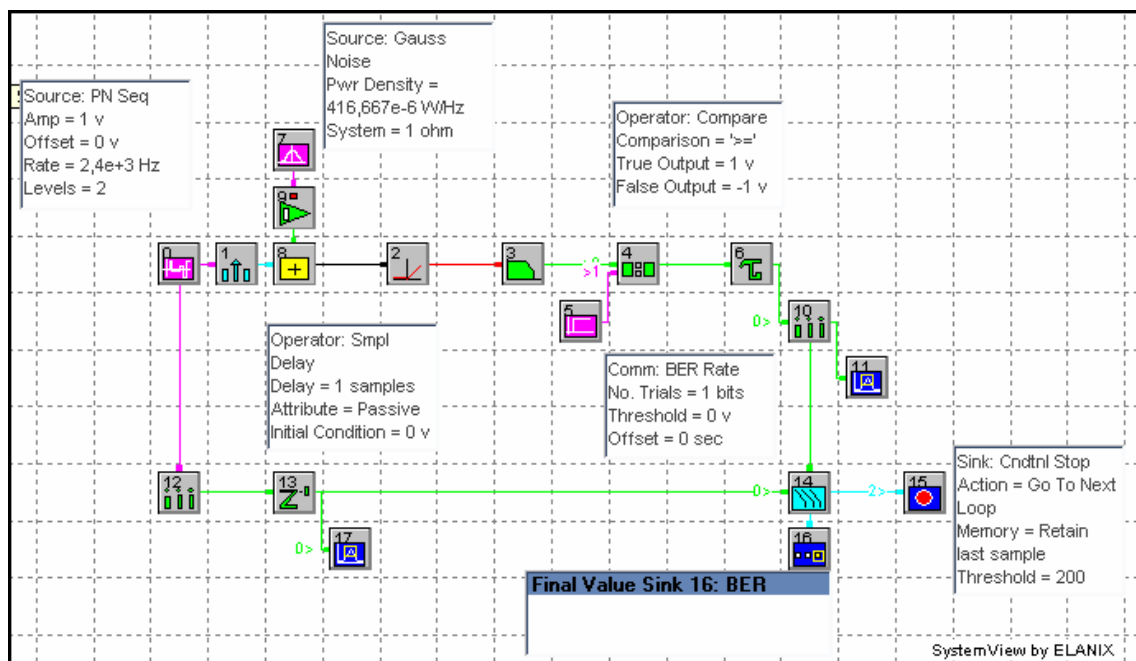 Source: Gauss
Noise
Pwr Density =
416,667e-6 W/Hz
System = 1 ohm
Source: PN Seq
Amp = 1 v
Offset = 0 v
Rate = 2,4e+3 Hz
Levels = 2
Operator: Compare
Comparison = '>='
True Output = 1 v
False Output = -1 v
7
9
0
1
8
2
3
>1
4
6
5
0>
10
11
Operator: Smpl
Delay
Delay = 1 samples
Attribute = Passive
Initial Condition = 0 v
Comm: BER Rate
No. Trials = 1 bits
Threshold = 0 v
Offset = 0 sec
Sink: Cndtnl Stop
Action = Go To Next
Loop
Memory = Retain
last sample
Threshold = 200
12
13
0>
14
2>
15
0>
17
16
Final Value Sink 16: BER
SystemView by ELANIX